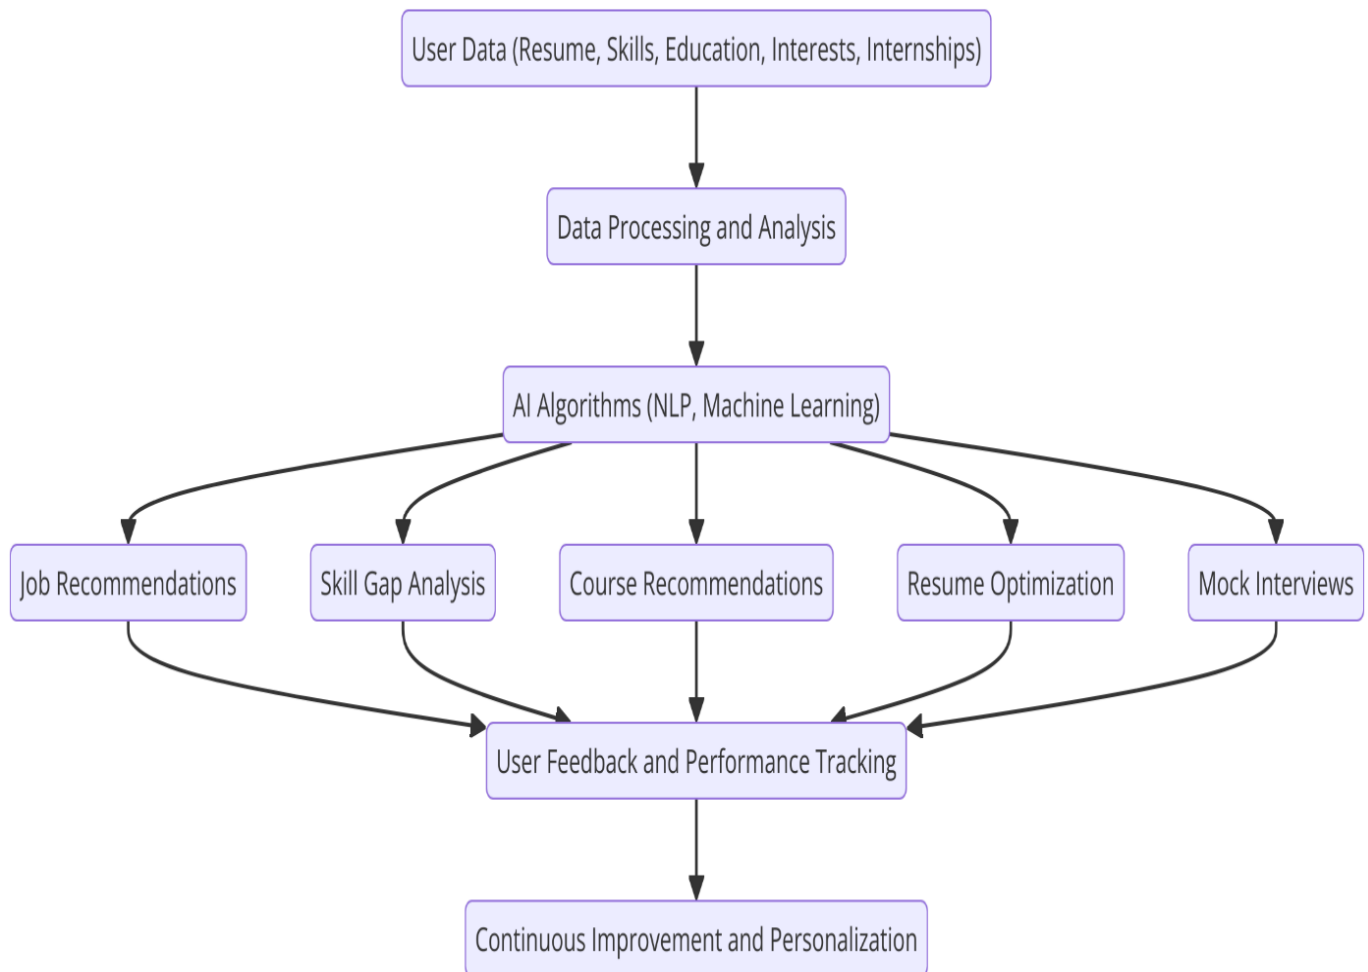 User Data (Resume, Skills, Education, Interests, Internships)
Data Processing and Analysis
AI Algorithms (NLP, Machine Learning)
Job Recommendations
Skill Gap Analysis
Course Recommendations
Resume Optimization
Mock Interviews
User Feedback and Performance Tracking
Continuous Improvement and Personalization